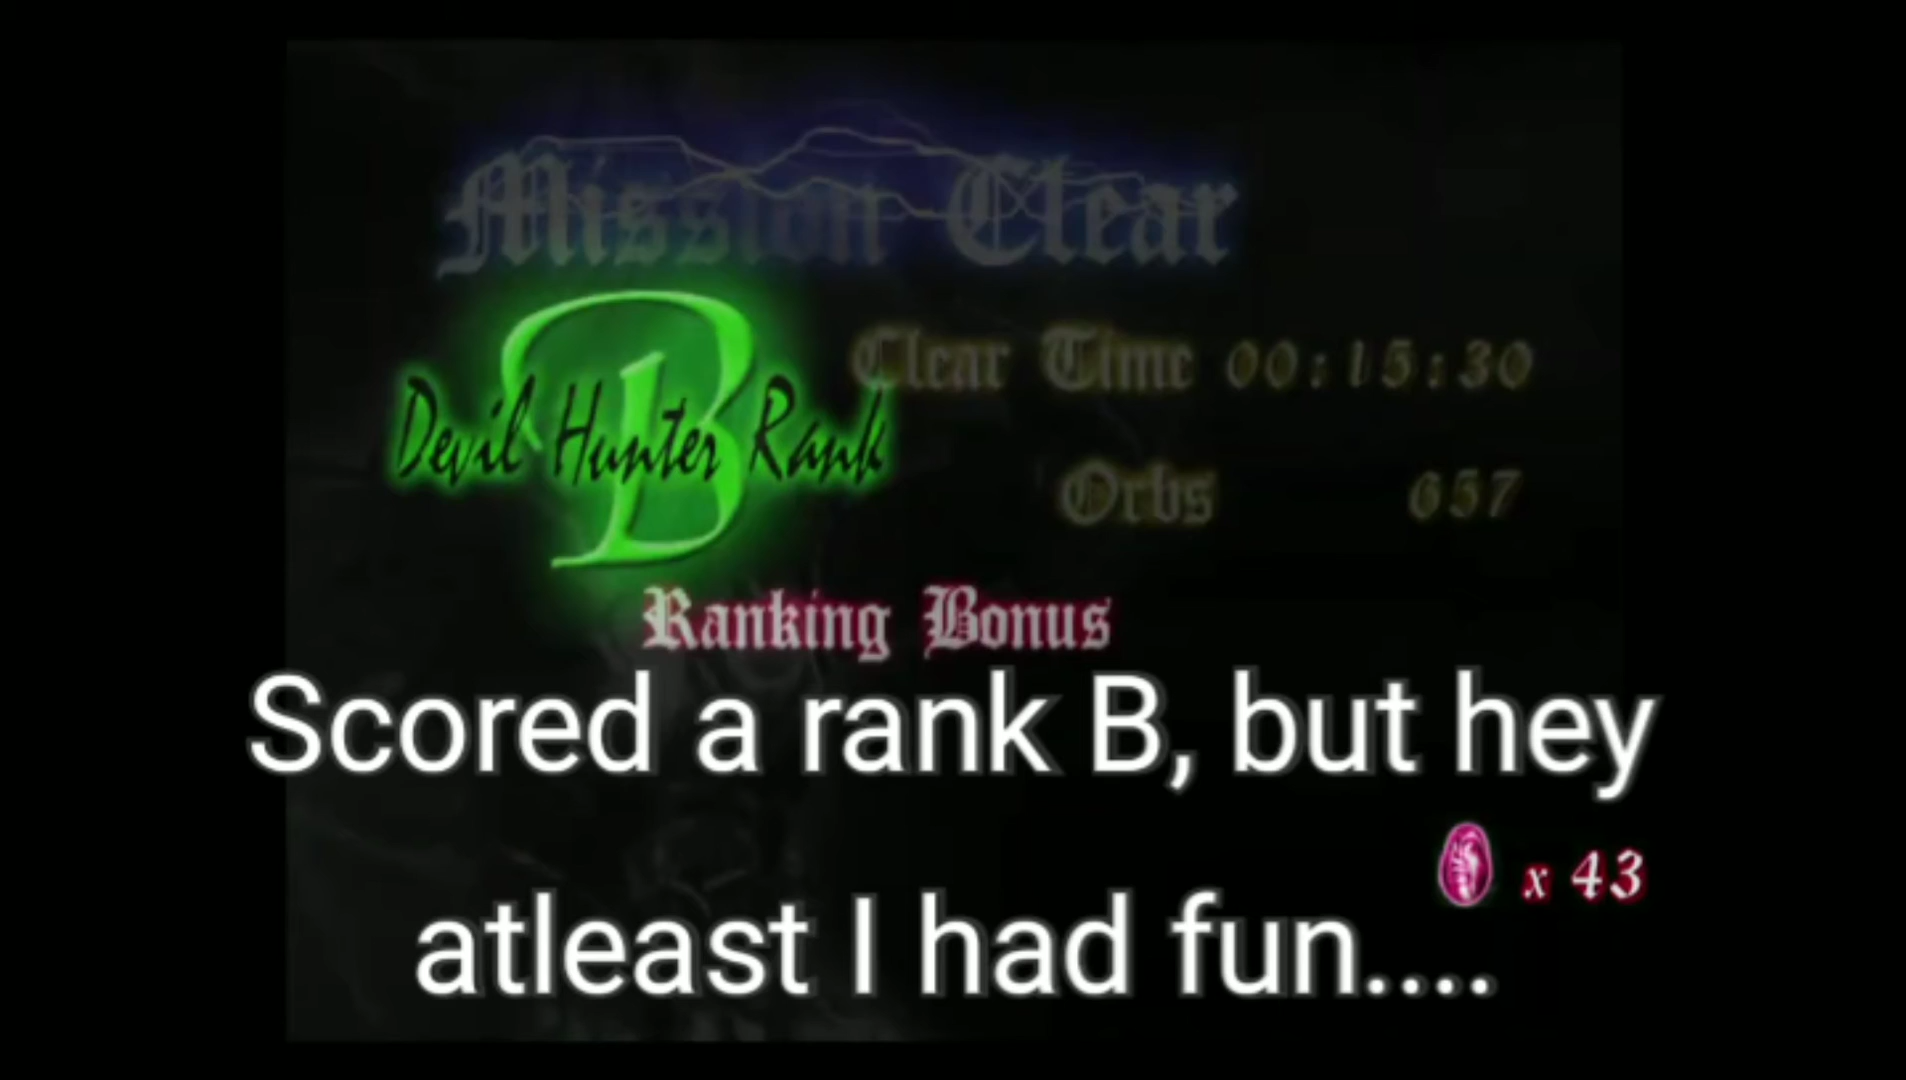 Mission Clear
B
Devil Hunter Rank
Clear Time 00:15:30
Orbs 657
Ranking Bonus
Scored a rank B, but hey
x 43
atleast I had fun....